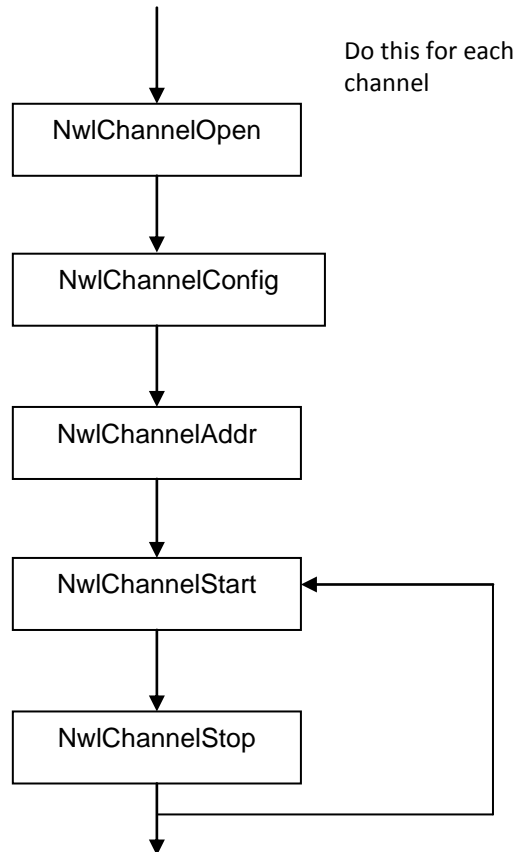 Do this for each
channel
NwlChannelOpen
NwlChannelConfig
NwlChannelAddr
NwlChannelStart
NwlChannelStop